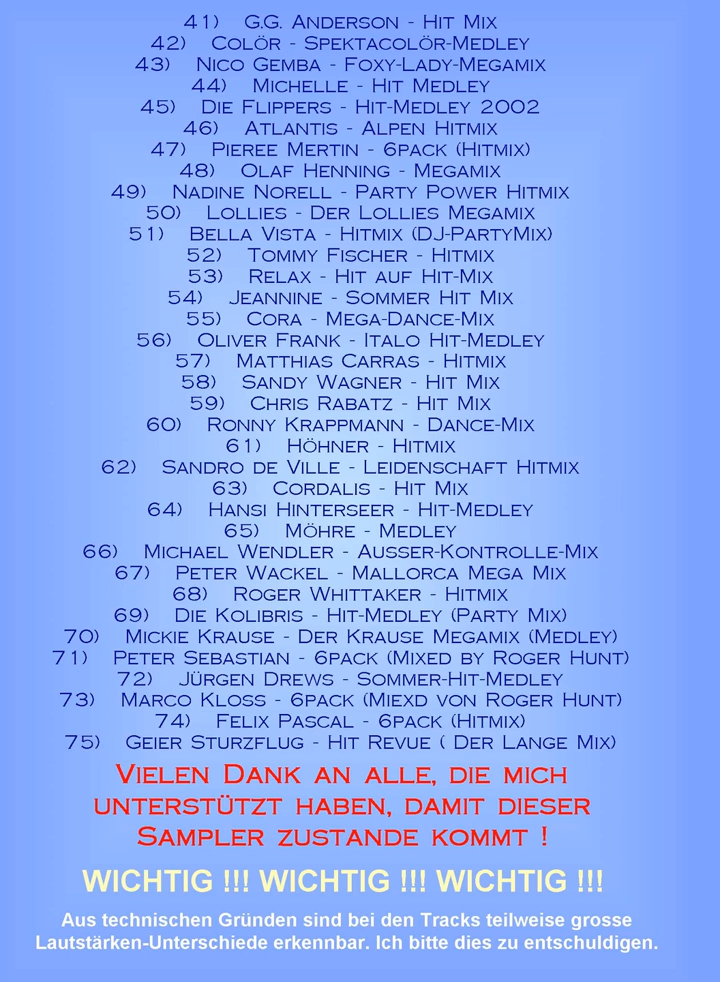 41) G.G. Anderson - Hit Mix
42) Colör - Spektacolör-Medley
43) Nico Gemba - Foxy-Lady-Megamix
44) Michelle - Hit Medley
45) Die Flippers - Hit-Medley 2002
46) Atlantis - Alpen Hitmix
47) Pieree Mertin - 6pack (Hitmix)
48) Olaf Henning - Megamix
49) Nadine Norell - Party Power Hitmix
50) Lollies - Der Lollies Megamix
51) Bella Vista - Hitmix (DJ-PartyMix)
52) Tommy Fischer - Hitmix
53) Relax - Hit auf Hit-Mix
54) Jeannine - Sommer Hit Mix
55) Cora - Mega-Dance-Mix
56) Oliver Frank - Italo Hit-Medley
57) Matthias Carras - Hitmix
58) Sandy Wagner - Hit Mix
59) Chris Rabatz - Hit Mix
60) Ronny Krappmann - Dance-Mix
61) Höhner - Hitmix
62) Sandro de Ville - Leidenschaft Hitmix
63) Cordalis - Hit Mix
64) Hansi Hinterseer - Hit-Medley
65) Möhre - Medley
66) Michael Wendler - Ausser-Kontrolle-Mix
67) Peter Wackel - Mallorca Mega Mix
68) Roger Whittaker - Hitmix
69) Die Kolibris - Hit-Medley (Party Mix)
70) Mickie Krause - Der Krause Megamix (Medley)
71) Peter Sebastian - 6pack (Mixed by Roger Hunt)
72) Jürgen Drews - Sommer-Hit-Medley
73) Marco Kloss - 6pack (Miexd von Roger Hunt)
74) Felix Pascal - 6pack (Hitmix)
75) Geier Sturzflug - Hit Revue ( Der Lange Mix)
Vielen Dank an alle, die mich
unterstützt haben, damit dieser
Sampler zustande kommt !
WICHTIG !!! WICHTIG !!! WICHTIG !!!
Aus technischen Gründen sind bei den Tracks teilweise grosse
Lautstärken-Unterschiede erkennbar. Ich bitte dies zu entschuldigen.